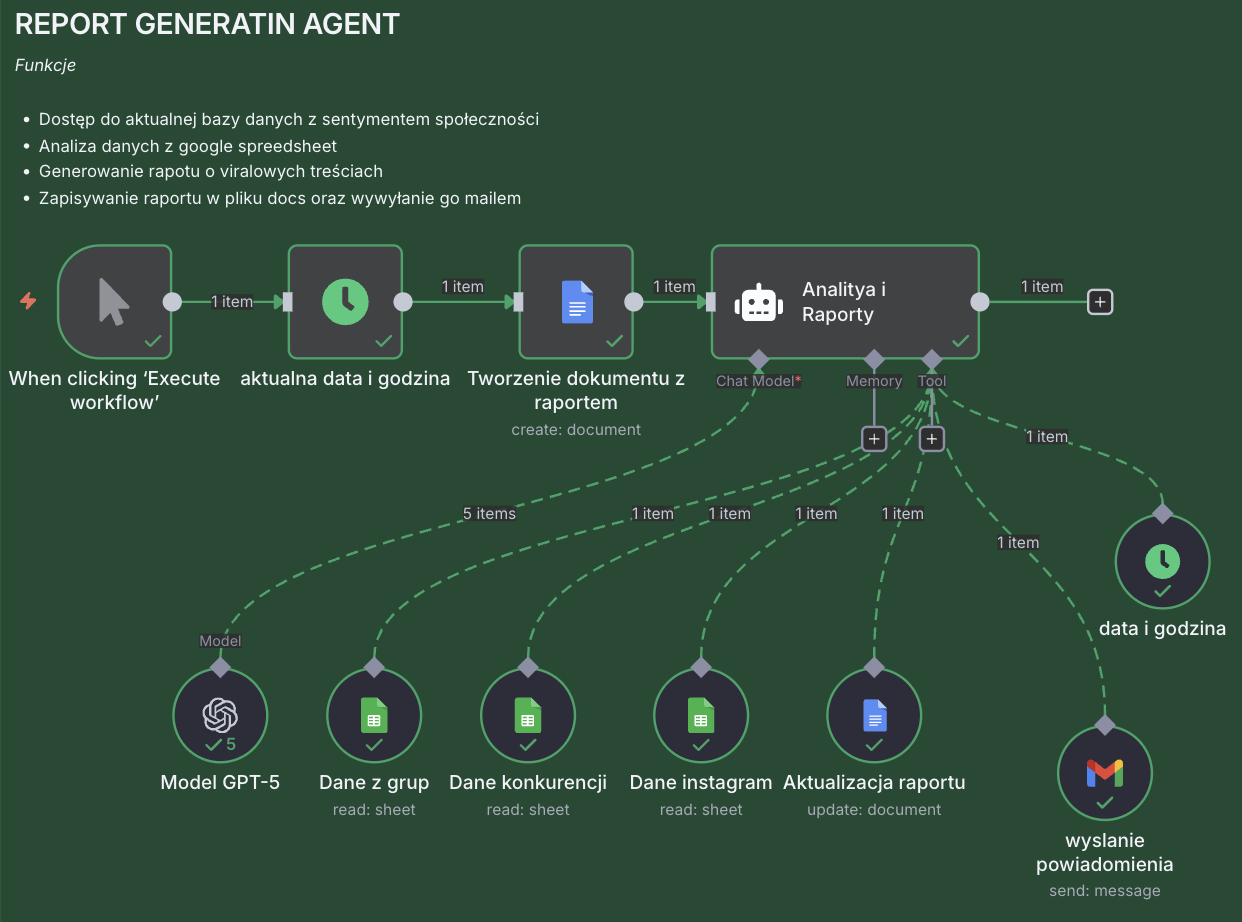 REPORT GENERATIN AGENT
Funkcje
• Dostęp do aktualnej bazy danych z sentymentem społeczności
• Analiza danych z google spreedsheet
• Generowanie rapotu o viralowych treściach
• Zapisywanie raportu w pliku docs oraz wywyłanie go mailem
1 item
1 item
1 item
1 item
Analitya i
Raporty
When clicking ‘Execute
workflow’
aktualna data i godzina
Tworzenie dokumentu z
raportem
create: document
Chat Model*
Memory
Tool
1 item
5 items
1 item
1 item
1 item
1 item
1 item
data i godzina
Model
5
Model GPT-5
Dane z grup
read: sheet
Dane konkurencji
read: sheet
Dane instagram
read: sheet
Aktualizacja raportu
update: document
wyslanie
powiadomienia
send: message